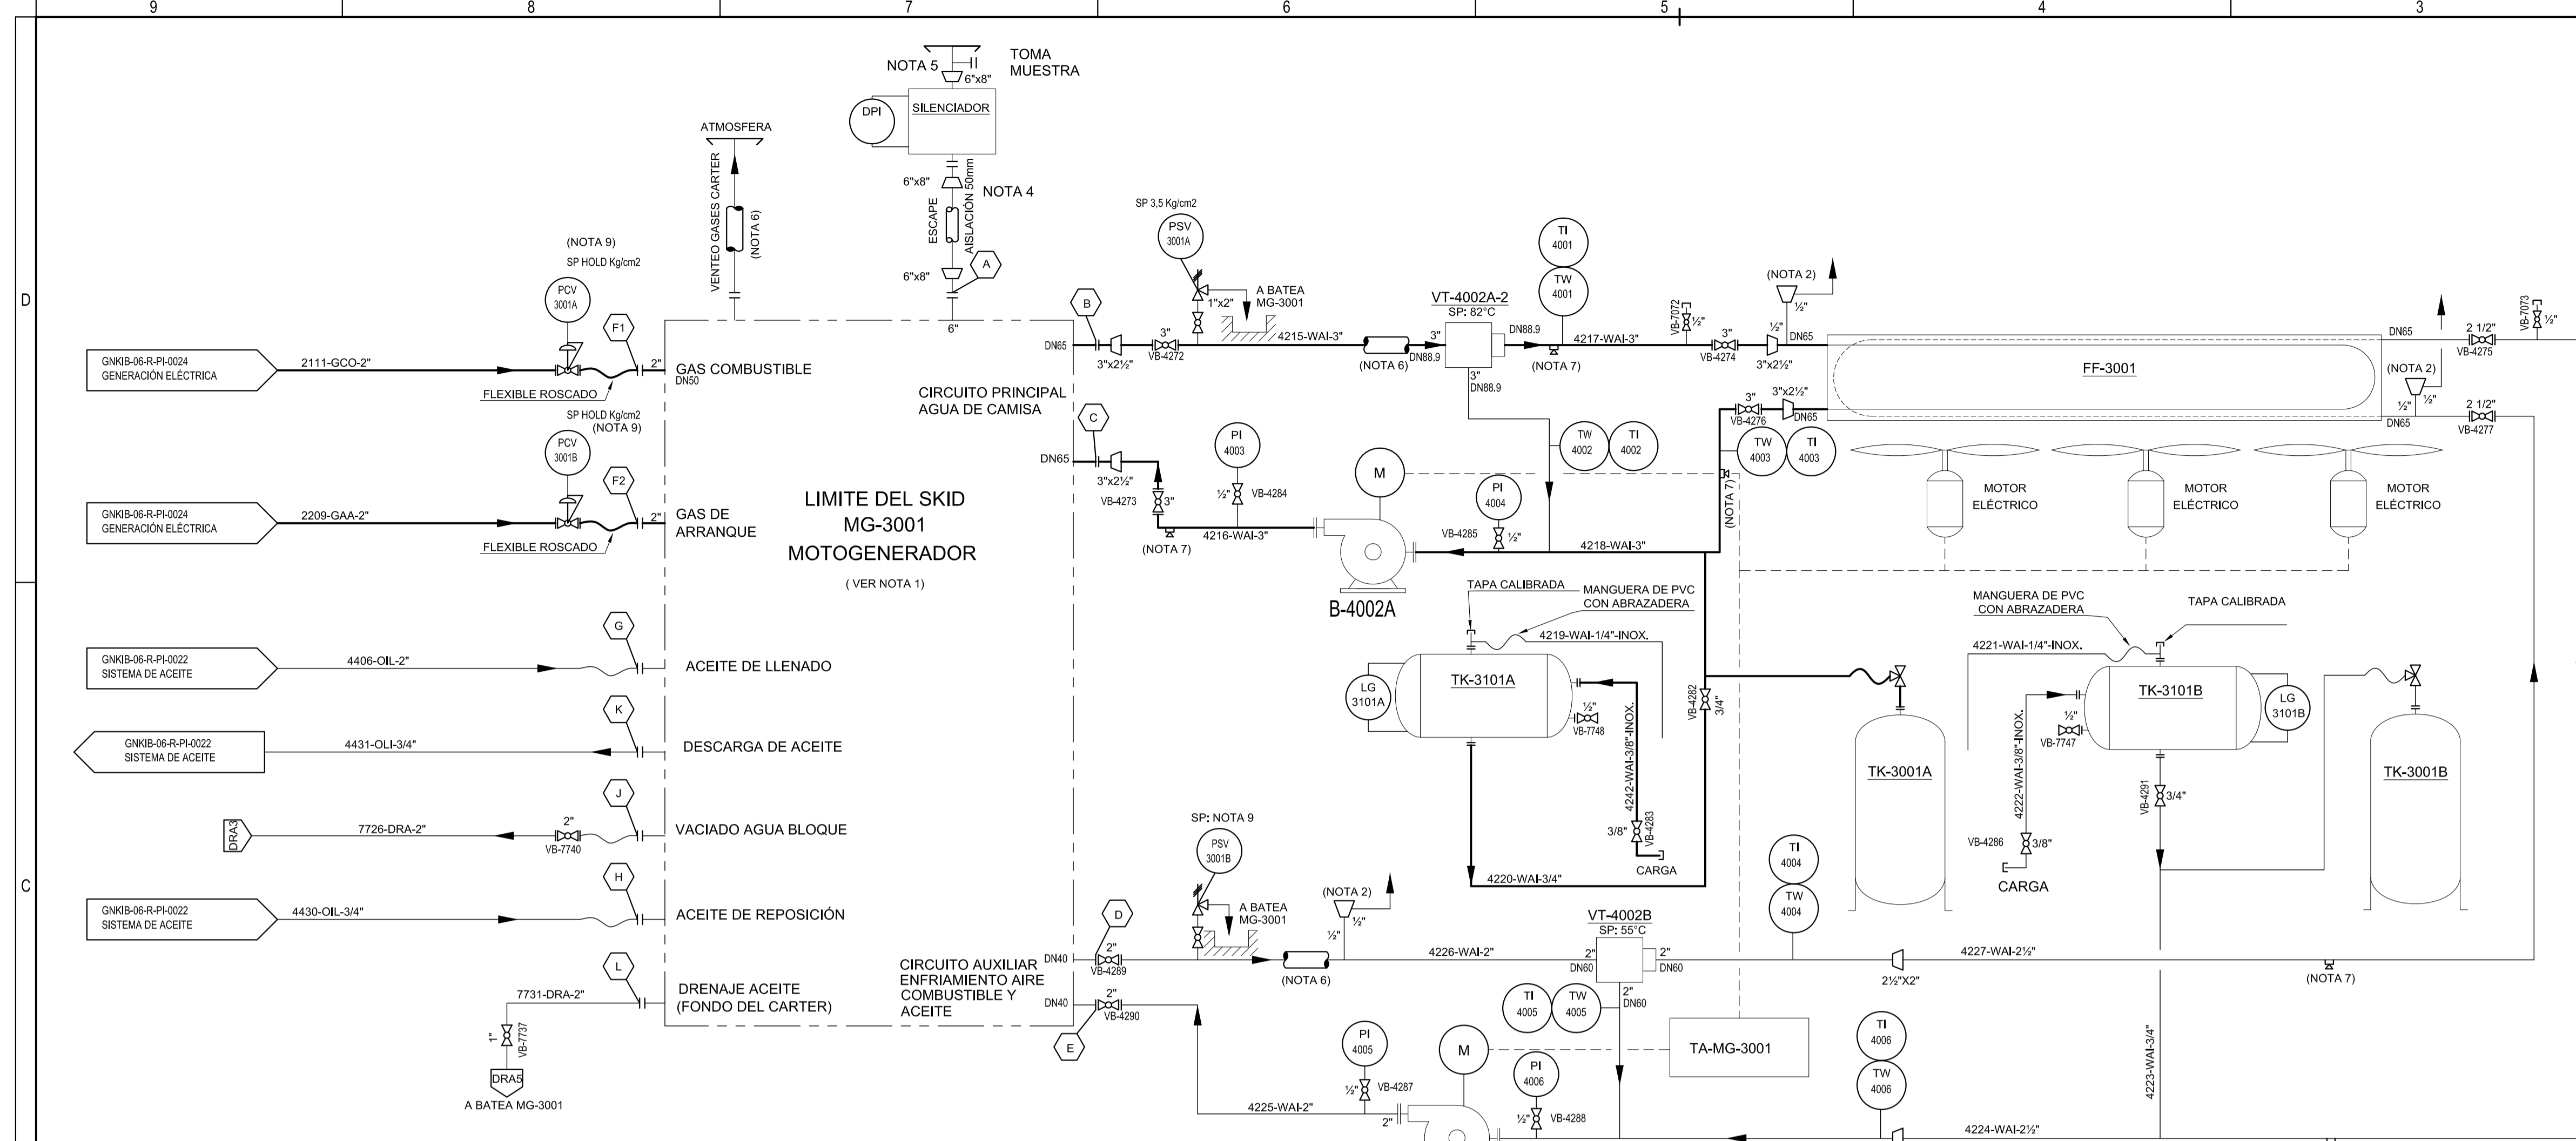 9
8
7
6
5
4
3
D
C
NOTA 5
TOMA
MUESTRA
6"x8"
DPI
SILENCIADOR
ATMOSFERA
VENTEO GASES CARTER
(NOTA 6)
6"x8"
NOTA 4
ESCAPE
AISLACIÓN 50mm
6"x8"
A
6"
(NOTA 9)
SP HOLD Kg/cm2
PCV
3001A
F1
GNKIB-06-R-PI-0024
GENERACIÓN ELÉCTRICA
2111-GCO-2"
2"
DN50
GAS COMBUSTIBLE
FLEXIBLE ROSCADO
SP HOLD Kg/cm2
(NOTA 9)
PCV
3001B
F2
GNKIB-06-R-PI-0024
GENERACIÓN ELÉCTRICA
2209-GAA-2"
2"
GAS DE
ARRANQUE
FLEXIBLE ROSCADO
LIMITE DEL SKID
MG-3001
MOTOGENERADOR
( VER NOTA 1)
GNKIB-06-R-PI-0022
SISTEMA DE ACEITE
4406-OIL-2"
G
ACEITE DE LLENADO
GNKIB-06-R-PI-0022
SISTEMA DE ACEITE
4431-OLI-3/4"
K
DESCARGA DE ACEITE
DRA3
7726-DRA-2"
2"
VB-7740
J
VACIADO AGUA BLOQUE
GNKIB-06-R-PI-0022
SISTEMA DE ACEITE
4430-OIL-3/4"
H
ACEITE DE REPOSICIÓN
7731-DRA-2"
L
DRENAJE ACEITE
(FONDO DEL CARTER)
1"
VB-7737
DRA5
A BATEA MG-3001
CIRCUITO PRINCIPAL
AGUA DE CAMISA
DN65
B
3"x2½"
3"
VB-4272
SP 3,5 Kg/cm2
PSV
3001A
1"x2"
A BATEA
MG-3001
4215-WAI-3"
(NOTA 6)
VT-4002A-2
SP: 82°C
3"
DN88.9
DN88.9
3"
DN88.9
TI
4001
TW
4001
(NOTA 7)
4217-WAI-3"
VB-7072
½"
3"
VB-4274
(NOTA 2)
½"
½"
3"x2½"
DN65
FF-3001
DN65
2 1/2"
VB-4275
VB-7073
½"
(NOTA 2)
½"
½"
DN65
2 1/2"
VB-4277
3"
VB-4276
3"x2½"
DN65
C
DN65
3"x2½"
VB-4273
3"
(NOTA 7)
4216-WAI-3"
PI
4003
½"
VB-4284
M
B-4002A
PI
4004
VB-4285
½"
TW
4002
TI
4002
4218-WAI-3"
TW
4003
TI
4003
(NOTA 7)
MOTOR
ELÉCTRICO
MOTOR
ELÉCTRICO
MOTOR
ELÉCTRICO
TAPA CALIBRADA
MANGUERA DE PVC
CON ABRAZADERA
4219-WAI-1/4"-INOX.
LG
3101A
TK-3101A
½"
VB-7748
4242-WAI-3/8"-INOX.
3/8"
VB-4283
CARGA
VB-4282
3/4"
4220-WAI-3/4"
TK-3001A
MANGUERA DE PVC
CON ABRAZADERA
TAPA CALIBRADA
4221-WAI-1/4"-INOX.
TK-3101B
LG
3101B
½"
VB-7747
4222-WAI-3/8"-INOX.
VB-4286
3/8"
CARGA
VB-4291
3/4"
TK-3001B
CIRCUITO AUXILIAR
ENFRIAMIENTO AIRE
COMBUSTIBLE Y
ACEITE
DN40
D
2"
VB-4289
SP: NOTA 9
PSV
3001B
A BATEA
MG-3001
(NOTA 6)
(NOTA 2)
½"
½"
4226-WAI-2"
VT-4002B
SP: 55°C
2"
DN60
2"
DN60
2"
DN60
TI
4004
TW
4004
2½"X2"
4227-WAI-2½"
(NOTA 7)
DN40
2"
VB-4290
E
4225-WAI-2"
PI
4005
½"
VB-4287
2"
M
TI
4005
TW
4005
PI
4006
½"
VB-4288
TA-MG-3001
TI
4006
TW
4006
4223-WAI-3/4"
4224-WAI-2½"